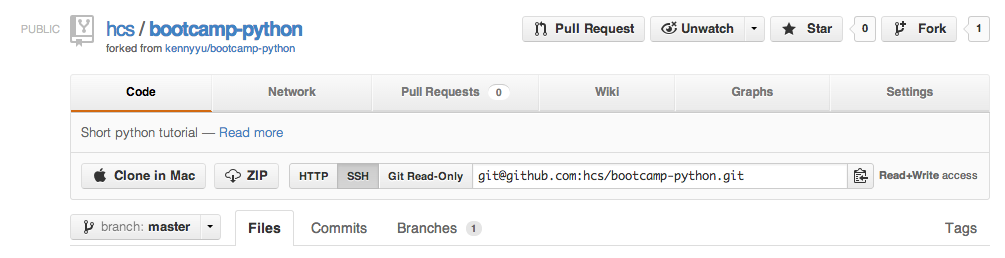 PUBLIC hcs / bootcamp-python
forked from kennyyu/bootcamp-python
Pull Request Unwatch Star 0 Fork 1
Code Network Pull Requests 0 Wiki Graphs Settings
Short python tutorial — Read more
Clone in Mac ZIP HTTP SSH Git Read-Only git@github.com:hcs/bootcamp-python.git Read+Write access
branch: master Files Commits Branches 1 Tags